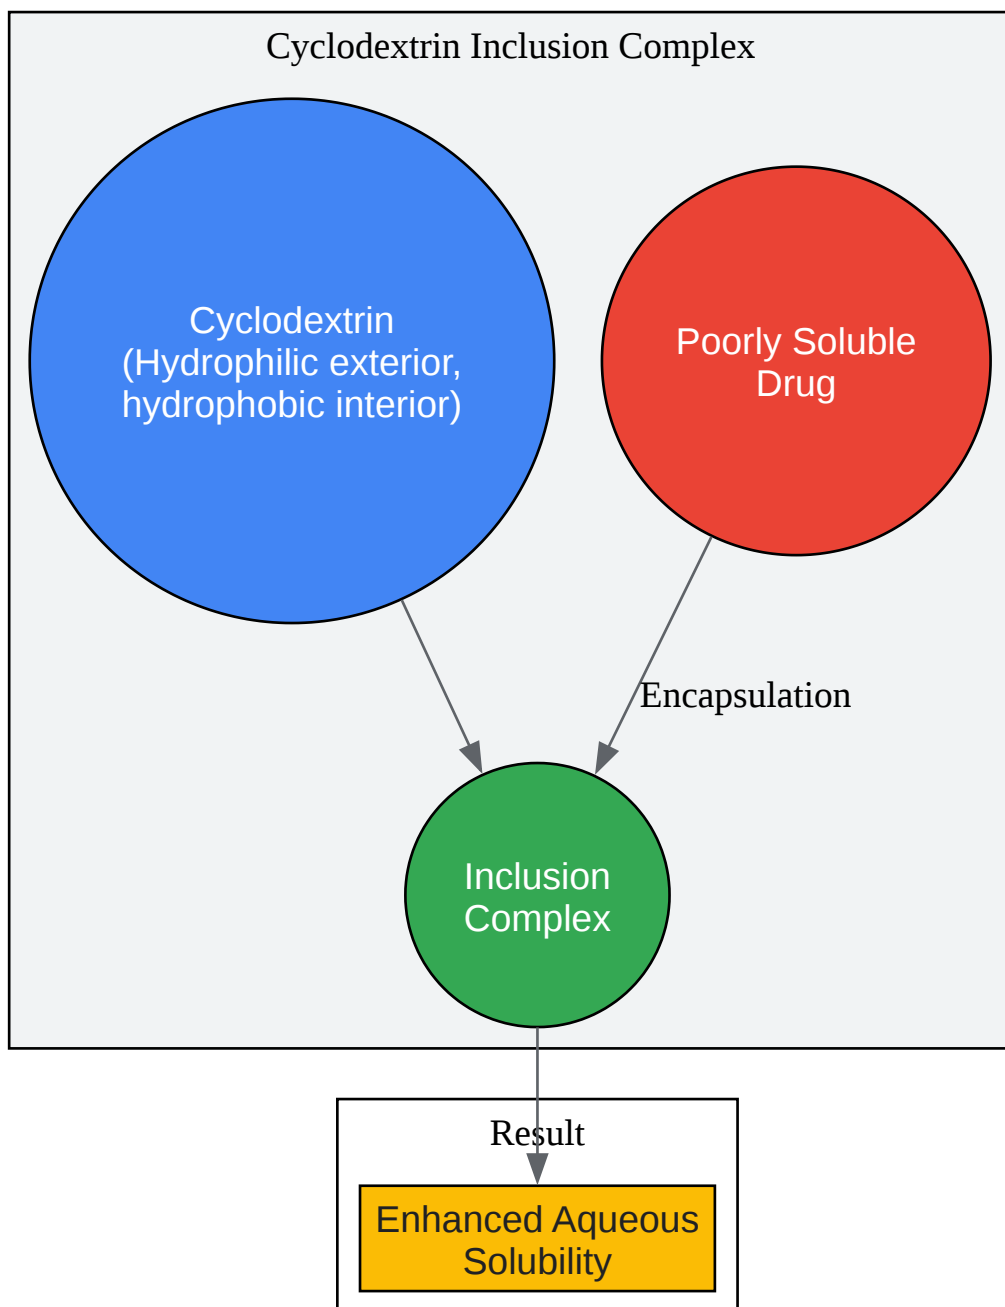 Cyclodextrin Inclusion Complex
Cyclodextrin
(Hydrophilic exterior,
hydrophobic interior)
Poorly Soluble
Drug
Encapsulation
Inclusion
Complex
Result
Enhanced Aqueous
Solubility